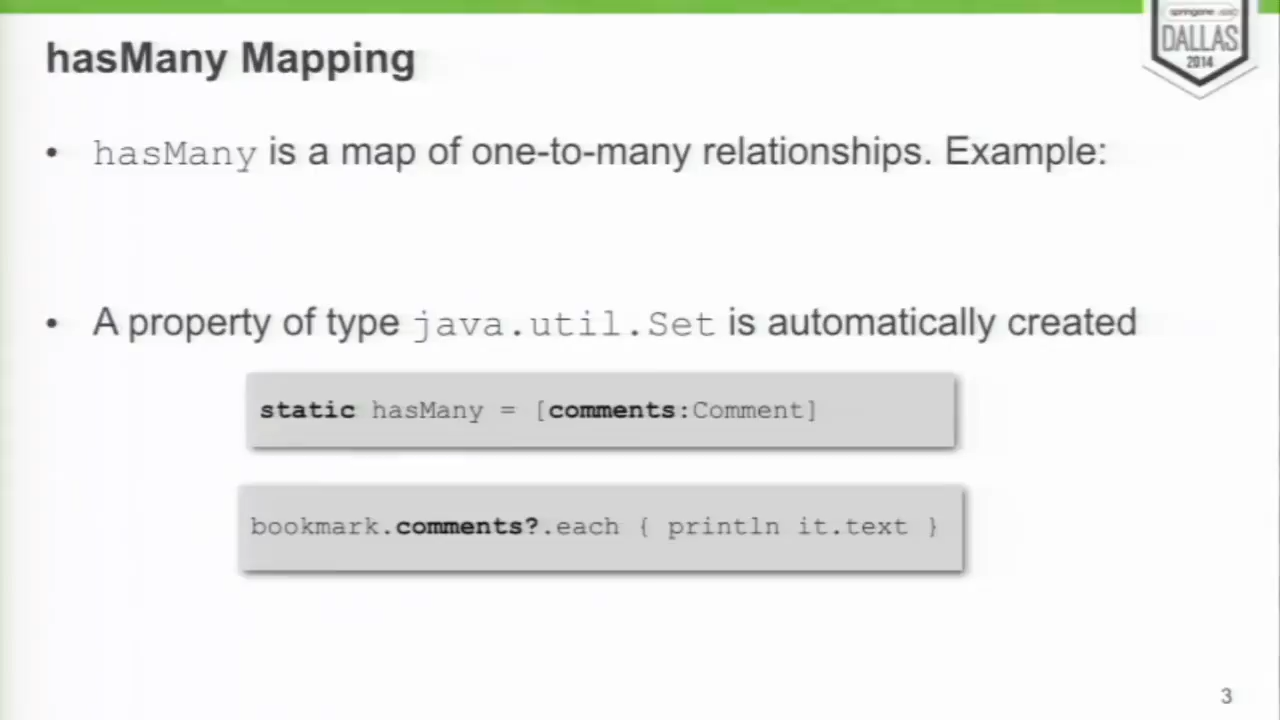 hasMany Mapping
DALLAS
2014
• hasMany is a map of one-to-many relationships. Example:
• A property of type java.util.Set is automatically created
static hasMany = [comments:Comment]
bookmark.comments?.each { println it.text }
3